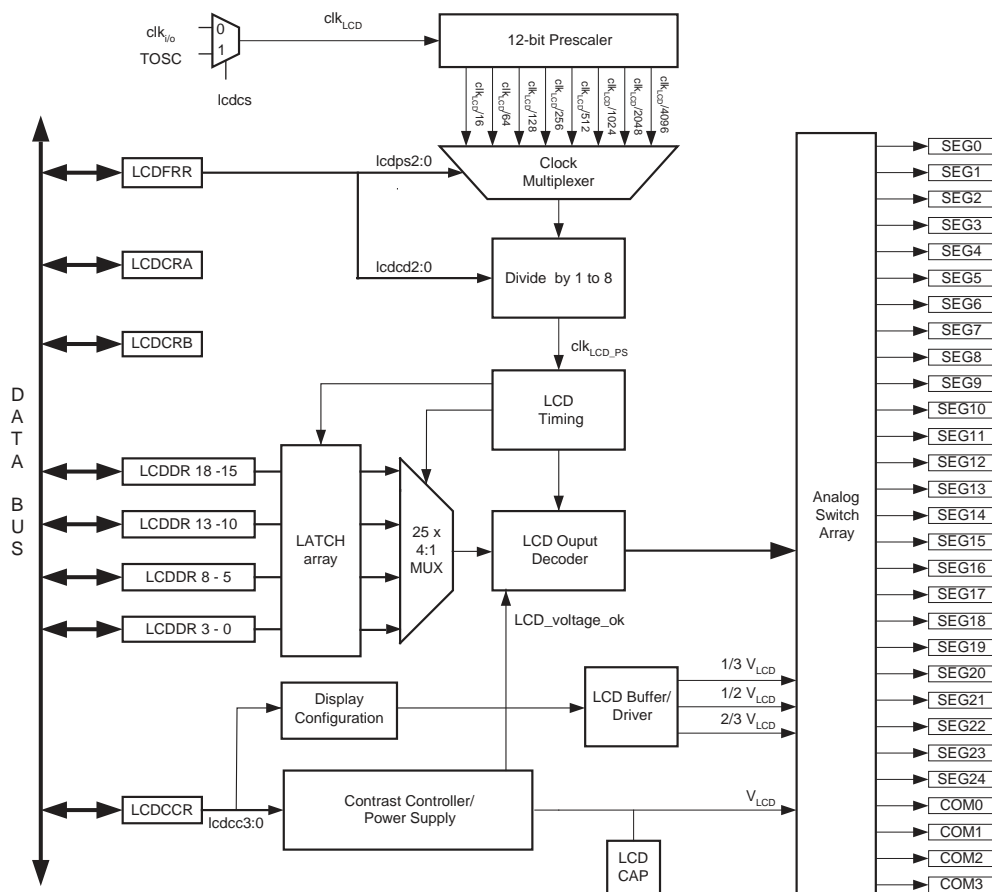 clk_i/o
0
TOSC
1
lcdcs
clk_LCD
12-bit Prescaler
clk_LCD/16
clk_LCD/64
clk_LCD/128
clk_LCD/256
clk_LCD/512
clk_LCD/1024
clk_LCD/2048
clk_LCD/4096
LCDFRR
lcdps2:0
Clock
Multiplexer
lcdcd2:0
Divide by 1 to 8
LCDCRA
LCDCRB
clk_LCD_PS
LCD
Timing
DATA BUS
LCDDR 18 -15
LCDDR 13 -10
LCDDR 8 - 5
LCDDR 3 - 0
LATCH
array
25 x
4:1
MUX
LCD Ouput
Decoder
LCD_voltage_ok
Display
Configuration
LCD Buffer/
Driver
1/3 V_LCD
1/2 V_LCD
2/3 V_LCD
LCDCCR
lcdcc3:0
Contrast Controller/
Power Supply
V_LCD
LCD
CAP
Analog
Switch
Array
SEG0
SEG1
SEG2
SEG3
SEG4
SEG5
SEG6
SEG7
SEG8
SEG9
SEG10
SEG11
SEG12
SEG13
SEG14
SEG15
SEG16
SEG17
SEG18
SEG19
SEG20
SEG21
SEG22
SEG23
SEG24
COM0
COM1
COM2
COM3